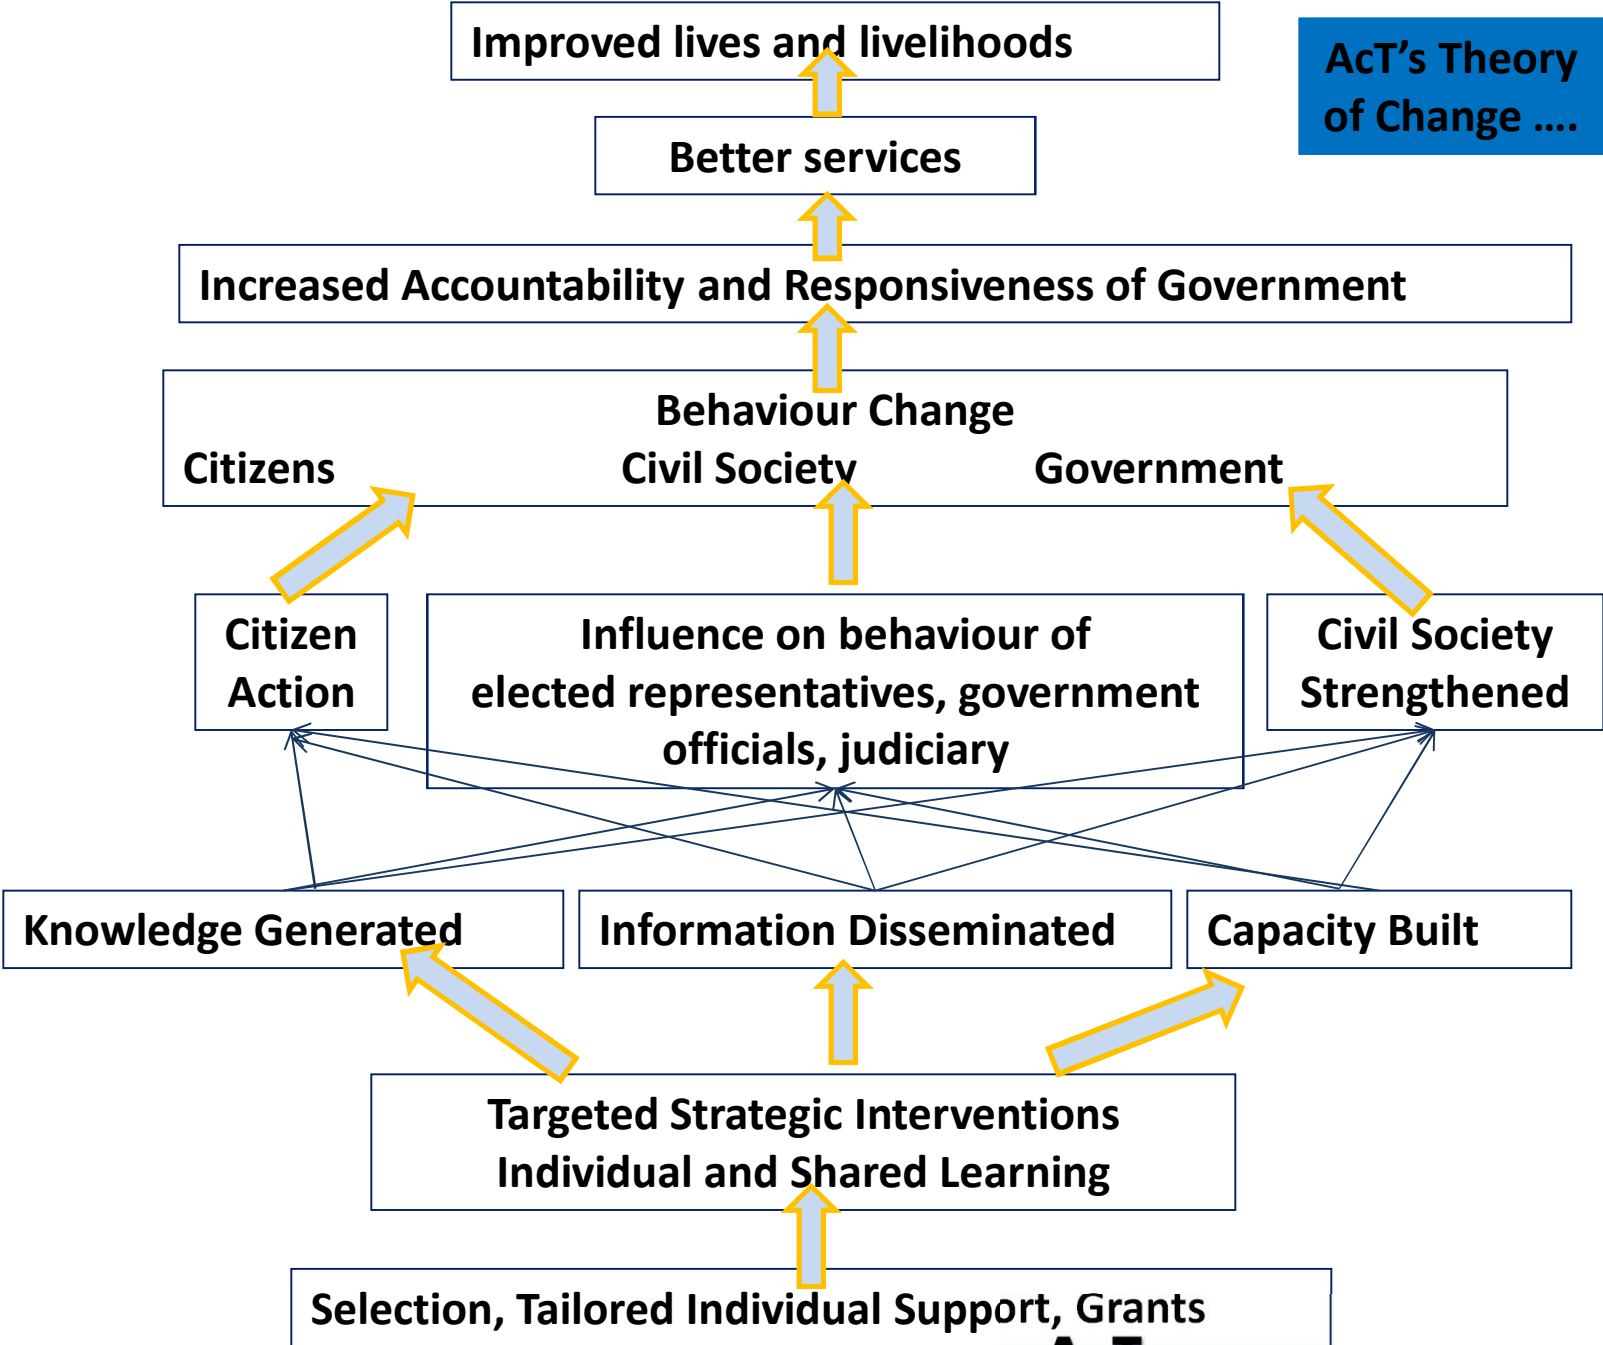 Improved lives and livelihoods
AcT's Theory
of Change ....
Better services
Increased Accountability and Responsiveness of Government
Behaviour Change
Citizens Civil Society Government
Citizen
Action
Influence on behaviour of
elected representatives, government
officials, judiciary
Civil Society
Strengthened
Knowledge Generated
Information Disseminated
Capacity Built
Targeted Strategic Interventions
Individual and Shared Learning
Selection, Tailored Individual Support, Grants